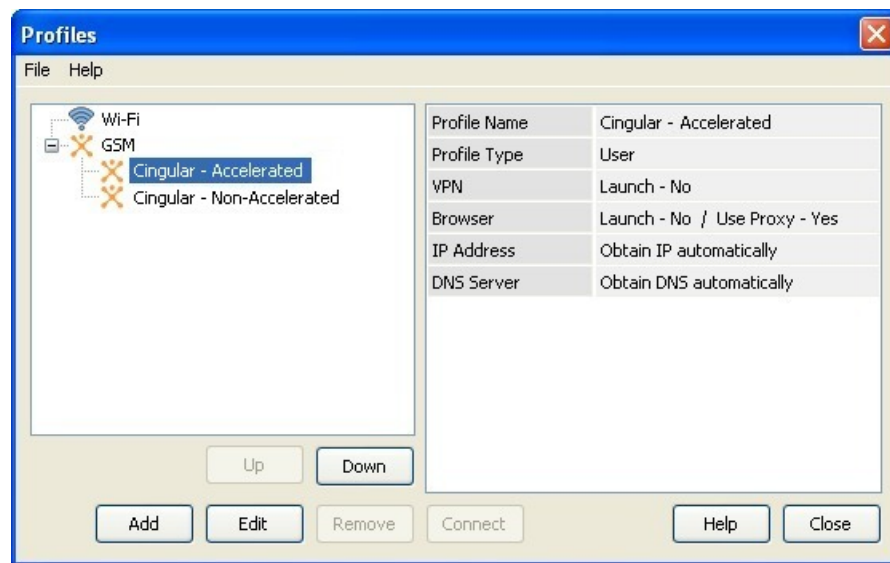 Profiles
File Help
Wi-Fi
GSM
Cingular - Accelerated
Cingular - Non-Accelerated
Profile Name Cingular - Accelerated
Profile Type User
VPN Launch - No
Browser Launch - No / Use Proxy - Yes
IP Address Obtain IP automatically
DNS Server Obtain DNS automatically
Up Down
Add Edit Remove Connect Help Close